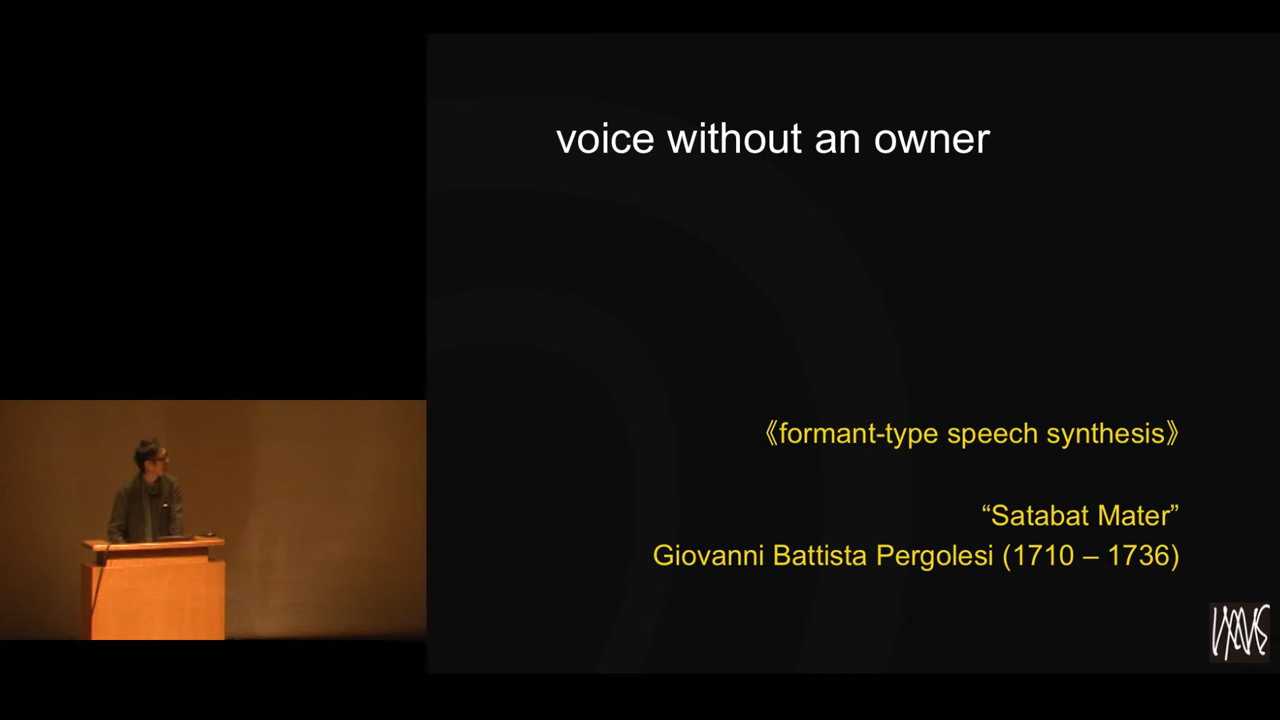 voice without an owner
《formant-type speech synthesis》
“Satabat Mater”
Giovanni Battista Pergolesi (1710 – 1736)